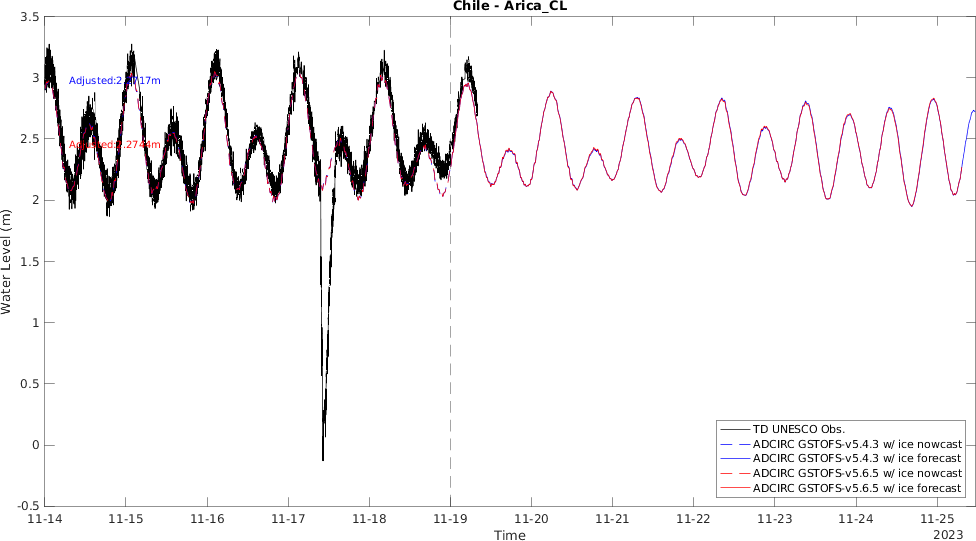 Chile - Arica_CL
3.5
3
2.5
2
1.5
1
0.5
0
-0.5
Water Level (m)
11-14 11-15 11-16 11-17 11-18 11-19 11-20 11-21 11-22 11-23 11-24 11-25
Time
2023
TD UNESCO Obs.
ADCIRC GSTOFS-v5.4.3 w/ ice nowcast
ADCIRC GSTOFS-v5.4.3 w/ ice forecast
ADCIRC GSTOFS-v5.6.5 w/ ice nowcast
ADCIRC GSTOFS-v5.6.5 w/ ice forecast